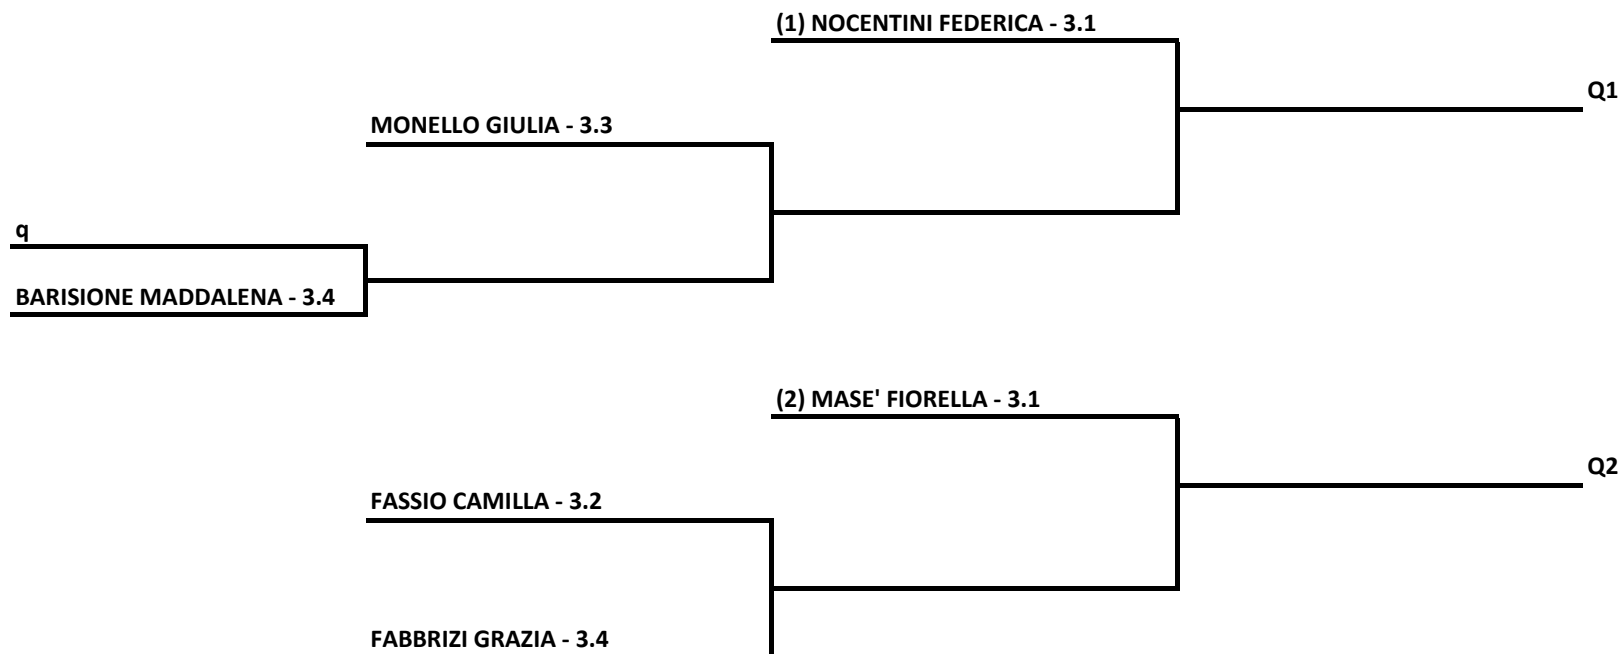 (1) NOCENTINI FEDERICA - 3.1
Q1
MONELLO GIULIA - 3.3
q
BARISIONE MADDALENA - 3.4
(2) MASE' FIORELLA - 3.1
Q2
FASSIO CAMILLA - 3.2
FABBRIZI GRAZIA - 3.4